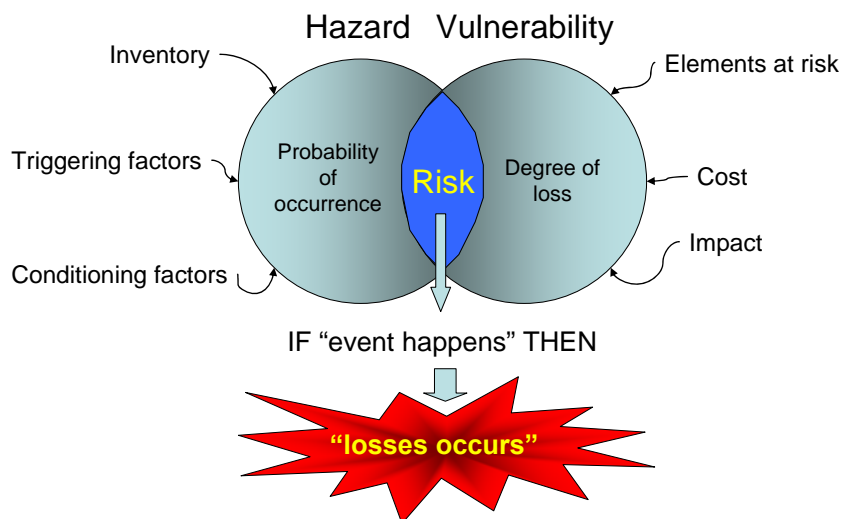 Hazard Vulnerability
Inventory
Elements at risk
Triggering factors
Probability
of
occurrence
Risk
Degree of
loss
Cost
Conditioning factors
Impact
IF “event happens” THEN
“losses occurs”